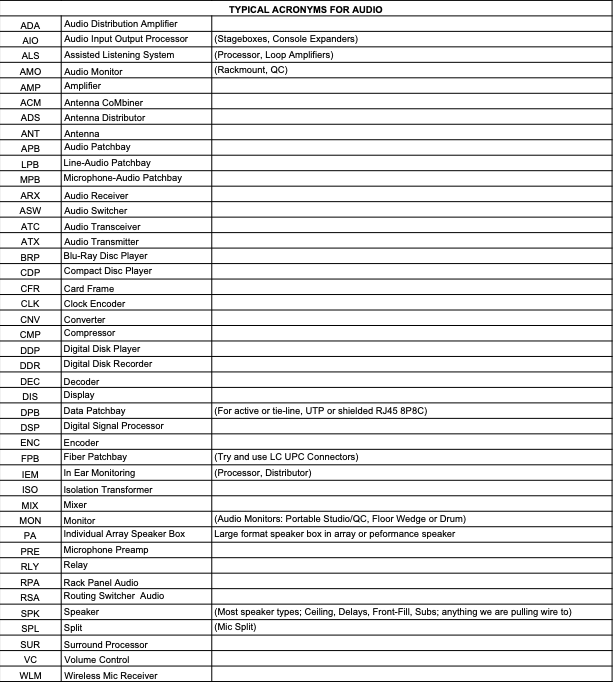 TYPICAL ACRONYMS FOR AUDIO
ADA Audio Distribution Amplifier
AIO Audio Input Output Processor (Stageboxes, Console Expanders)
ALS Assisted Listening System (Processor, Loop Amplifiers)
AMO Audio Monitor (Rackmount, QC)
AMP Amplifier
ACM Antenna CoMbiner
ADS Antenna Distributor
ANT Antenna
APB Audio Patchbay
LPB Line-Audio Patchbay
MPB Microphone-Audio Patchbay
ARX Audio Receiver
ASW Audio Switcher
ATC Audio Transceiver
ATX Audio Transmitter
BRP Blu-Ray Disc Player
CDP Compact Disc Player
CFR Card Frame
CLK Clock Encoder
CNV Converter
CMP Compressor
DDP Digital Disk Player
DDR Digital Disk Recorder
DEC Decoder
DIS Display
DPB Data Patchbay (For active or tie-line, UTP or shielded RJ45 8P8C)
DSP Digital Signal Processor
ENC Encoder
FPB Fiber Patchbay (Try and use LC UPC Connectors)
IEM In Ear Monitoring (Processor, Distributor)
ISO Isolation Transformer
MIX Mixer
MON Monitor (Audio Monitors: Portable Studio/QC, Floor Wedge or Drum)
PA Individual Array Speaker Box Large format speaker box in array or peformance speaker
PRE Microphone Preamp
RLY Relay
RPA Rack Panel Audio
RSA Routing Switcher Audio
SPK Speaker (Most speaker types; Ceiling, Delays, Front-Fill, Subs; anything we are pulling wire to)
SPL Split (Mic Split)
SUR Surround Processor
VC Volume Control
WLM Wireless Mic Receiver